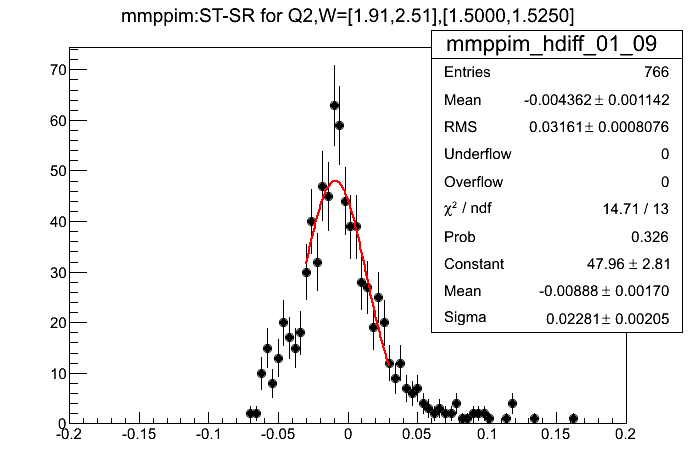 mmppim:ST-SR for Q2,W=[1.91,2.51],[1.5000,1.5250]
mmppim_hdiff_01_09
Entries 766
Mean -0.004362 ± 0.001142
RMS 0.03161 ± 0.0008076
Underflow 0
Overflow 0
χ² / ndf 14.71 / 13
Prob 0.326
Constant 47.96 ± 2.81
Mean -0.00888 ± 0.00170
Sigma 0.02281 ± 0.00205
70
60
50
40
30
20
10
0
-0.2 -0.15 -0.1 -0.05 0 0.05 0.1 0.15 0.2